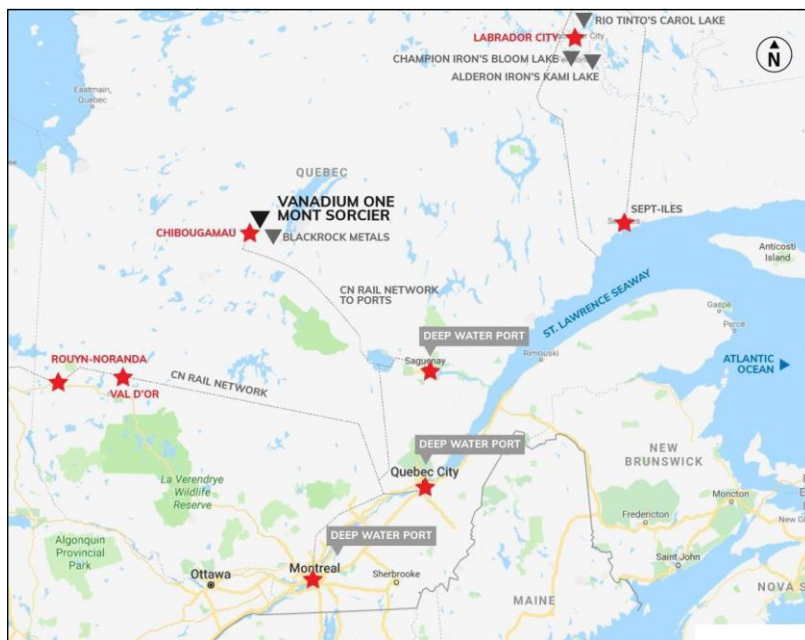 RIO TINTO'S CAROL LAKE
LABRADOR CITY
CHAMPION IRON'S BLOOM LAKE
ALDERON IRON'S KAMI LAKE
N
Eastmain,
Quebec
QUEBEC
VANADIUM ONE
MONT SORCIER
CHIBOUGAMAU
BLACKROCK METALS
SEPT-ILES
Anticosti
Island
CN RAIL NETWORK
TO PORTS
ST. LAWRENCE SEAWAY
Gaspé
Percé
DEEP WATER PORT
Saguenay
Rimouski
ATLANTIC
OCEAN
ROUYN-NORANDA
VAL D'OR
CN RAIL NETWORK
DEEP WATER PORT
Quebec City
NEW
BRUNSWICK
La Verendrye
Wildlife
Reserve
Fredericton
Moncton
DEEP WATER PORT
Algonquin
Provincial
Park
Ottawa
Montreal
Sherbrooke
Saint John
MAINE
NOVA S